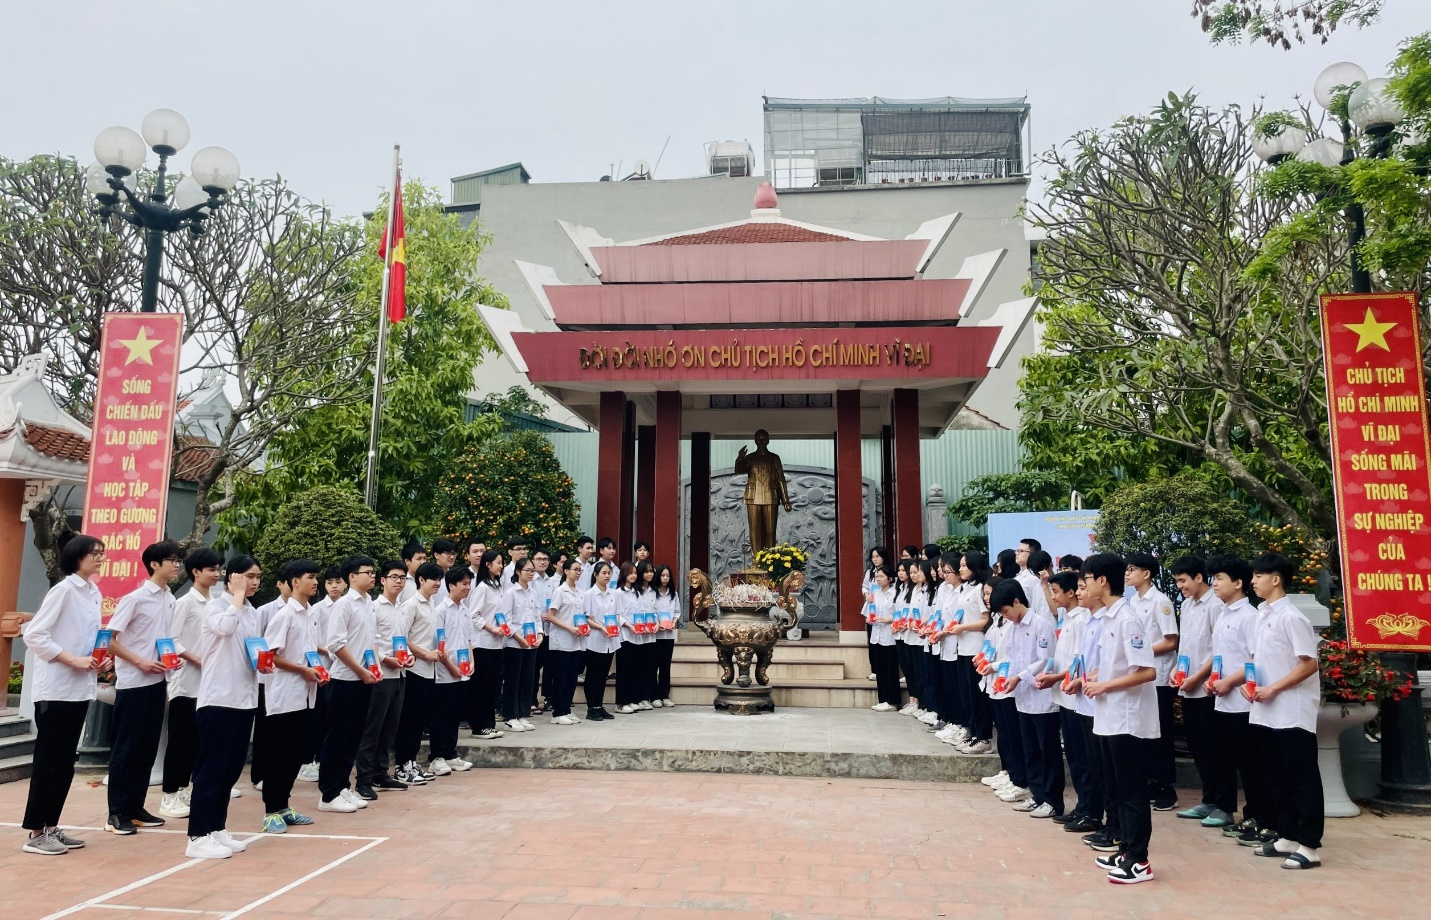 ĐỜI ĐỜI NHỚ ƠN CHỦ TỊCH HỒ CHÍ MINH VĨ ĐẠI
SỐNG
CHIẾN ĐẤU
LAO ĐỘNG
VÀ
HỌC TẬP
THEO GƯƠNG
BÁC HỒ
VĨ ĐẠI !
CHỦ TỊCH
HỒ CHÍ MINH
VĨ ĐẠI
SỐNG MÃI
TRONG
SỰ NGHIỆP
CỦA
CHÚNG TA !